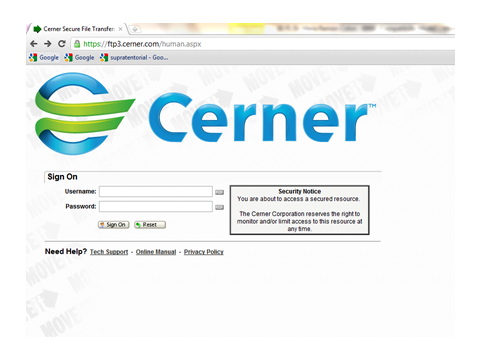 Cerner Secure File Transfer: ×
https://ftp3.cerner.com/human.aspx
Google Google supratentorial - Goo...
Cerner™
Sign On
Username:
Password:
Sign On Reset
Security Notice
You are about to access a secured resource.
The Cerner Corporation reserves the right to
monitor and/or limit access to this resource at
any time.
Need Help? Tech Support - Online Manual - Privacy Policy
MOVEIT